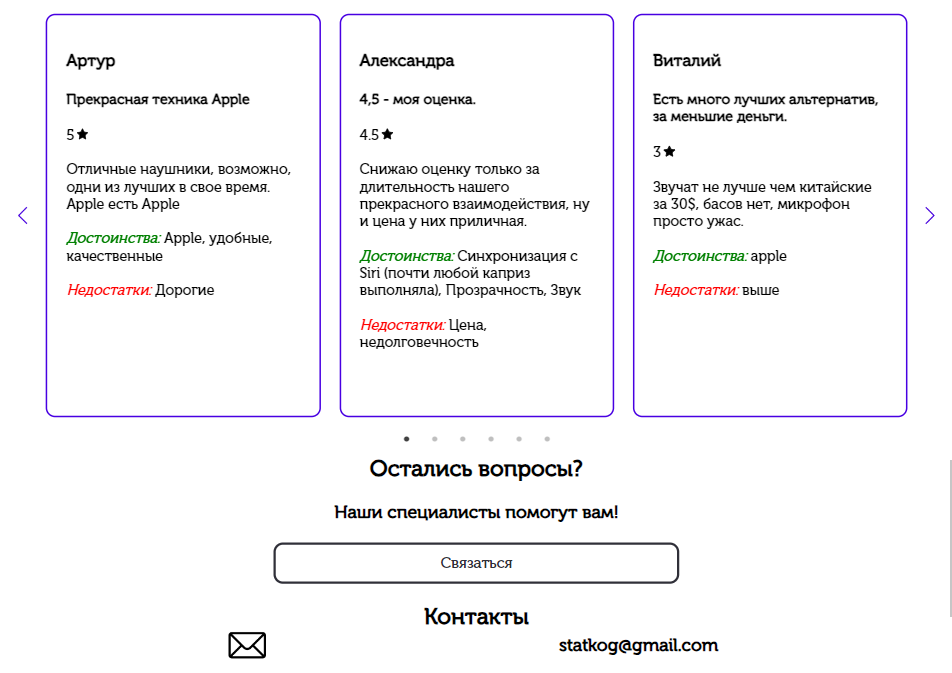 Артур
Прекрасная техника Apple
5
Отличные наушники, возможно,
одни из лучших в свое время.
Apple есть Apple
Достоинства: Apple, удобные,
качественные
Недостатки: Дорогие
Александра
4,5 - моя оценка.
4.5
Снижаю оценку только за
длительность нашего
прекрасного взаимодействия, ну
и цена у них приличная.
Достоинства: Синхронизация с
Siri (почти любой каприз
выполняла), Прозрачность, Звук
Недостатки: Цена,
недолговечность
Виталий
Есть много лучших альтернатив,
за меньшие деньги.
3
Звучат не лучше чем китайские
за 30$, басов нет, микрофон
просто ужас.
Достоинства: apple
Недостатки: выше
Остались вопросы?
Наши специалисты помогут вам!
Связаться
Контакты
statkog@gmail.com